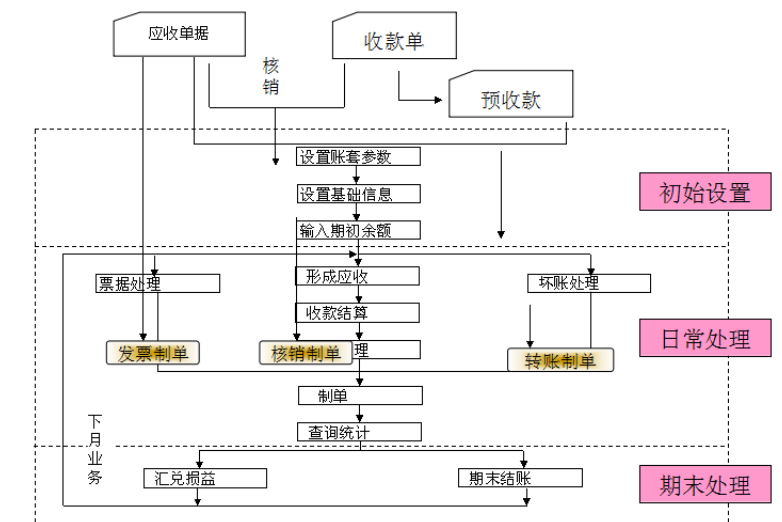 应收单据
收款单
核
销
预收款
设置账套参数
初始设置
设置基础信息
输入期初余额
形成应收
票据处理
坏账处理
收款结算
日常处理
发票制单
核销制单
理
转账制单
制单
下
月
业
务
查询统计
汇兑损益
期末结账
期末处理